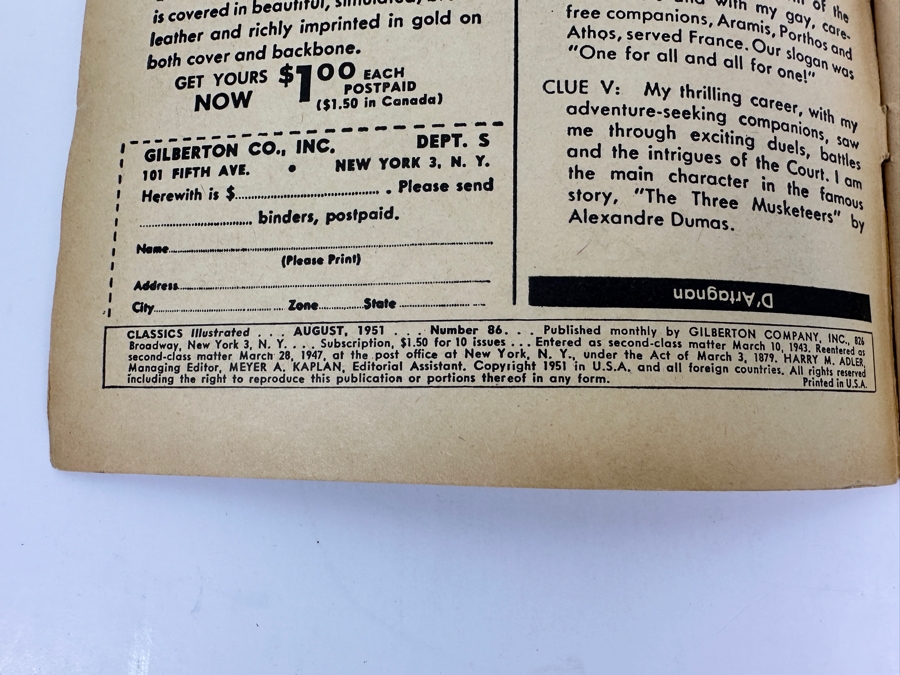 is covered in beautiful,
leather and richly imprinted in gold on
both cover and backbone.
GET YOURS NOW $1.00 EACH POSTPAID
($1.50 in Canada)
GILBERTON CO., INC. DEPT. S
101 FIFTH AVE. • NEW YORK 3, N. Y.
Herewith is $.......... . Please send
.......... binders, postpaid.
Name..........
(Please Print)
Address..........
City.......... Zone.......... State..........
of the
with my gay, care-
free companions, Aramis, Porthos and
Athos, served France. Our slogan was
"One for all and all for one!"
CLUE V: My thrilling career, with my
adventure-seeking companions, saw
me through exciting duels, battles
and the intrigues of the Court. I am
the main character in the famous
story, "The Three Musketeers" by
Alexandre Dumas.
D'Artagnan
CLASSICS Illustrated . . . AUGUST, 1951 . . . Number 86. . . Published monthly by GILBERTON COMPANY, INC., 826
Broadway, New York 3, N. Y. . . . Subscription, $1.50 for 10 issues . . . Entered as second-class matter March 10, 1943. Reentered as
second-class matter March 28, 1947, at the post office at New York, N. Y., under the Act of March 3, 1879. HARRY M. ADLER,
Managing Editor, MEYER A. KAPLAN, Editorial Assistant. Copyright 1951 in U.S.A. and all foreign countries. All rights reserved
including the right to reproduce this publication or portions thereof in any form. Printed in U.S.A.